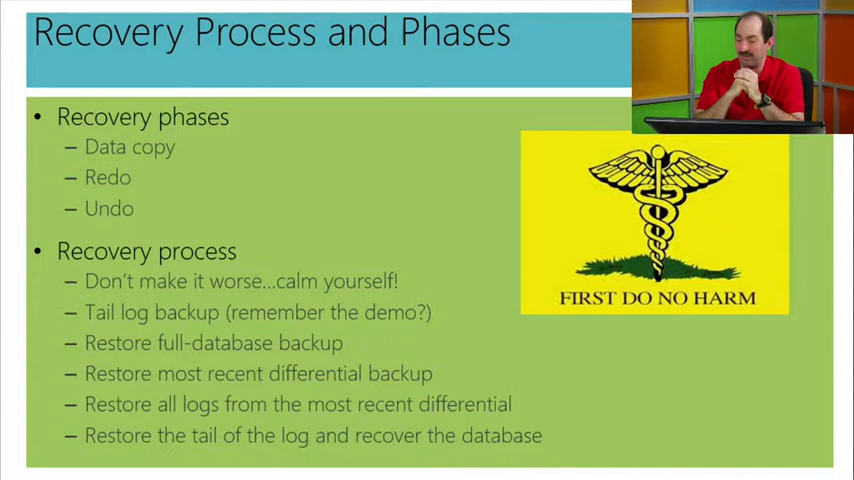 Recovery Process and Phases
• Recovery phases
– Data copy
– Redo
– Undo
• Recovery process
– Don't make it worse…calm yourself!
– Tail log backup (remember the demo?)
– Restore full-database backup
– Restore most recent differential backup
– Restore all logs from the most recent differential
– Restore the tail of the log and recover the database
FIRST DO NO HARM